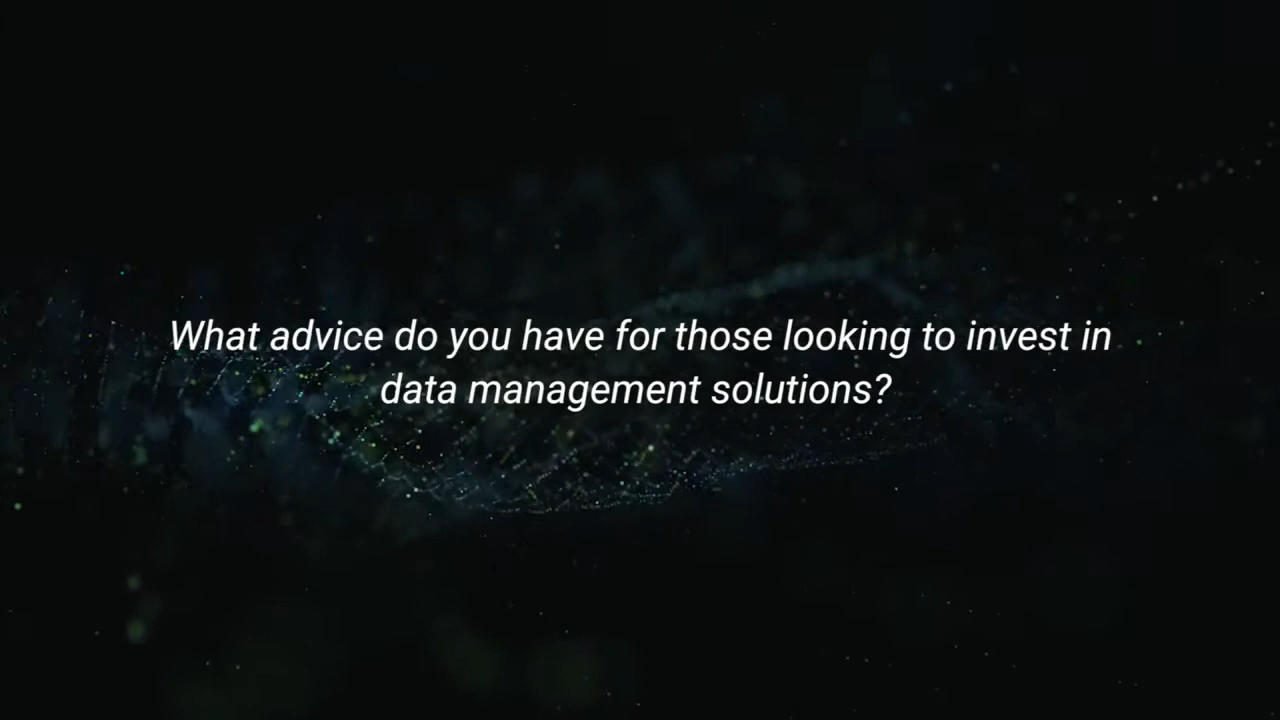 What advice do you have for those looking to invest in
data management solutions?